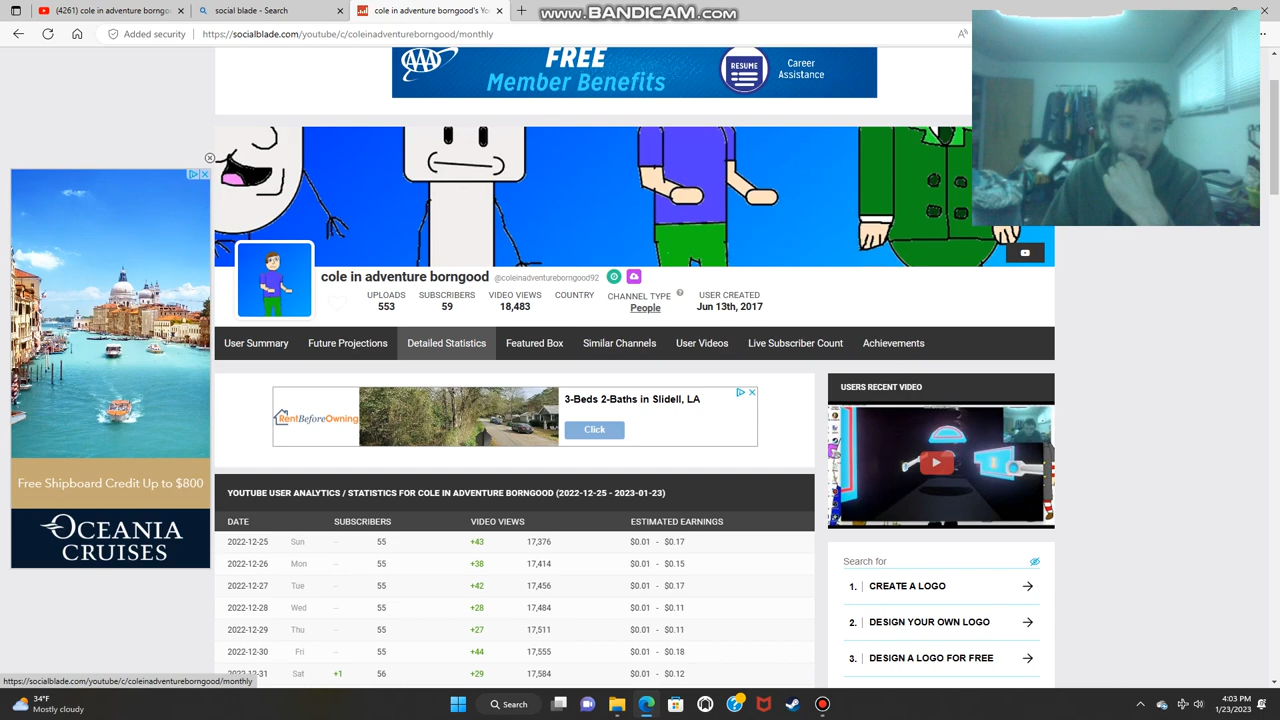 (4261) cole in adventure borngo
social blade - Search
cole in adventure borngood's Yo
www.BANDICAM.com
Added security
https://socialblade.com/youtube/c/coleinadventureborngood/monthly
AAA
FREE
Member Benefits
RESUME
Career
Assistance
cole in adventure borngood @coleinadventureborngood92
UPLOADS SUBSCRIBERS VIDEO VIEWS COUNTRY CHANNEL TYPE USER CREATED
553 59 18,483 People Jun 13th, 2017
User Summary Future Projections Detailed Statistics Featured Box Similar Channels User Videos Live Subscriber Count Achievements
RentBeforeOwning
3-Beds 2-Baths in Slidell, LA
Click
USERS RECENT VIDEO
Free Shipboard Credit Up to $800
OCEANIA
CRUISES
YOUTUBE USER ANALYTICS / STATISTICS FOR COLE IN ADVENTURE BORNGOOD (2022-12-25 - 2023-01-23)
DATE SUBSCRIBERS VIDEO VIEWS ESTIMATED EARNINGS
2022-12-25 Sun -- 55 +43 17,376 $0.01 - $0.17
2022-12-26 Mon -- 55 +38 17,414 $0.01 - $0.15
2022-12-27 Tue -- 55 +42 17,456 $0.01 - $0.17
2022-12-28 Wed -- 55 +28 17,484 $0.01 - $0.11
2022-12-29 Thu -- 55 +27 17,511 $0.01 - $0.11
2022-12-30 Fri -- 55 +44 17,555 $0.01 - $0.18
12-31 Sat +1 56 +29 17,584 $0.01 - $0.12
Search for
1. CREATE A LOGO
2. DESIGN YOUR OWN LOGO
3. DESIGN A LOGO FOR FREE
https://socialblade.com/youtube/c/coleinadventureborngood/monthly
34°F
Mostly cloudy
Search
4:03 PM
1/23/2023